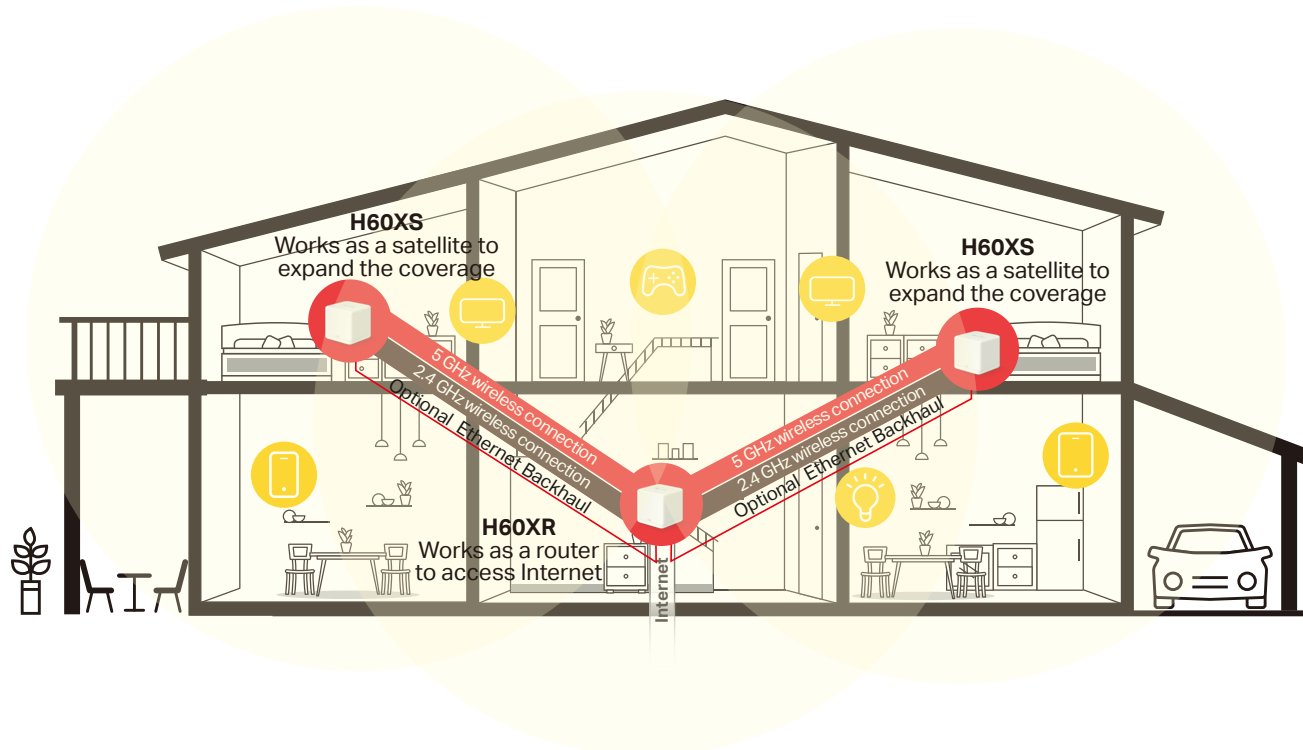 H60XS
Works as a satellite to
expand the coverage
H60XS
Works as a satellite to
expand the coverage
5 GHz wireless connection
2.4 GHz wireless connection
Optional Ethernet Backhaul
5 GHz wireless connection
2.4 GHz wireless connection
Optional Ethernet Backhaul
H60XR
Works as a router
to access Internet
Internet